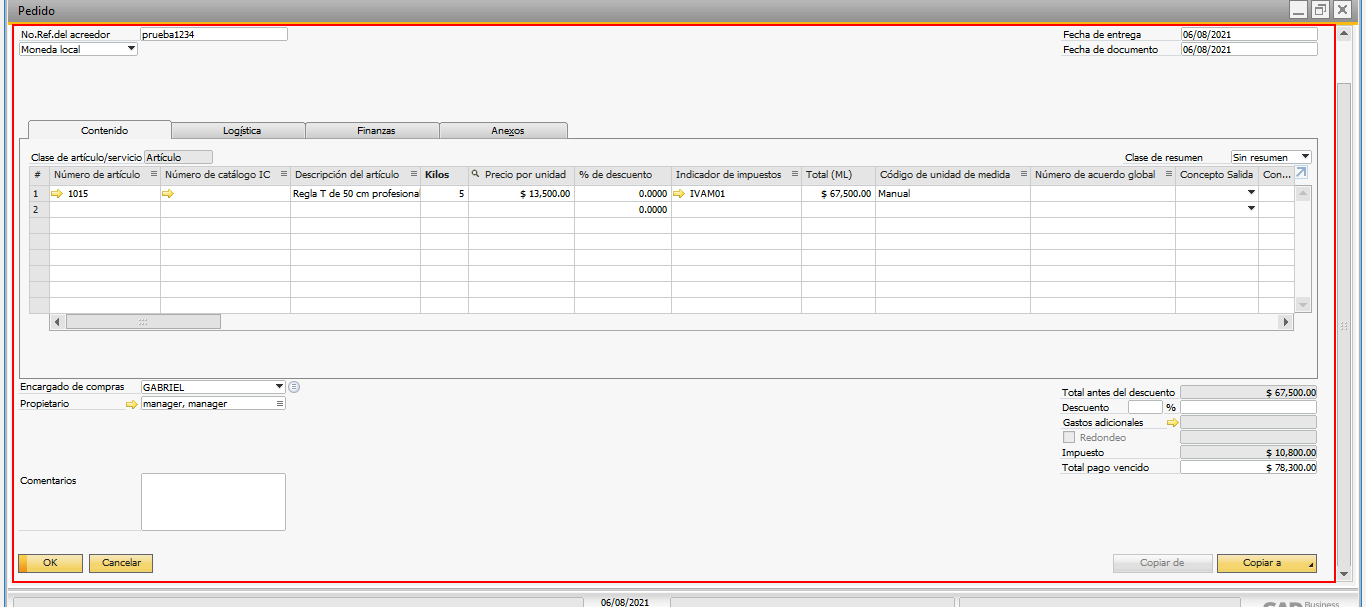 Pedido
No.Ref.del acreedor prueba1234 Fecha de entrega 06/08/2021
Moneda local Fecha de documento 06/08/2021
Contenido Logística Finanzas Anexos
Clase de artículo/servicio Artículo Clase de resumen Sin resumen
# Número de artículo Número de catálogo IC Descripción del artículo Kilos Precio por unidad % de descuento Indicador de impuestos Total (ML) Código de unidad de medida Número de acuerdo global Concepto Salida Con...
1 1015 Regla T de 50 cm profesional 5 $ 13,500.00 0.0000 IVAM01 $ 67,500.00 Manual
2 0.0000
Encargado de compras GABRIEL Total antes del descuento $ 67,500.00
Propietario manager, manager Descuento %
Gastos adicionales
Redondeo
Impuesto $ 10,800.00
Total pago vencido $ 78,300.00
Comentarios
OK Cancelar Copiar de Copiar a
06/08/2021 Business